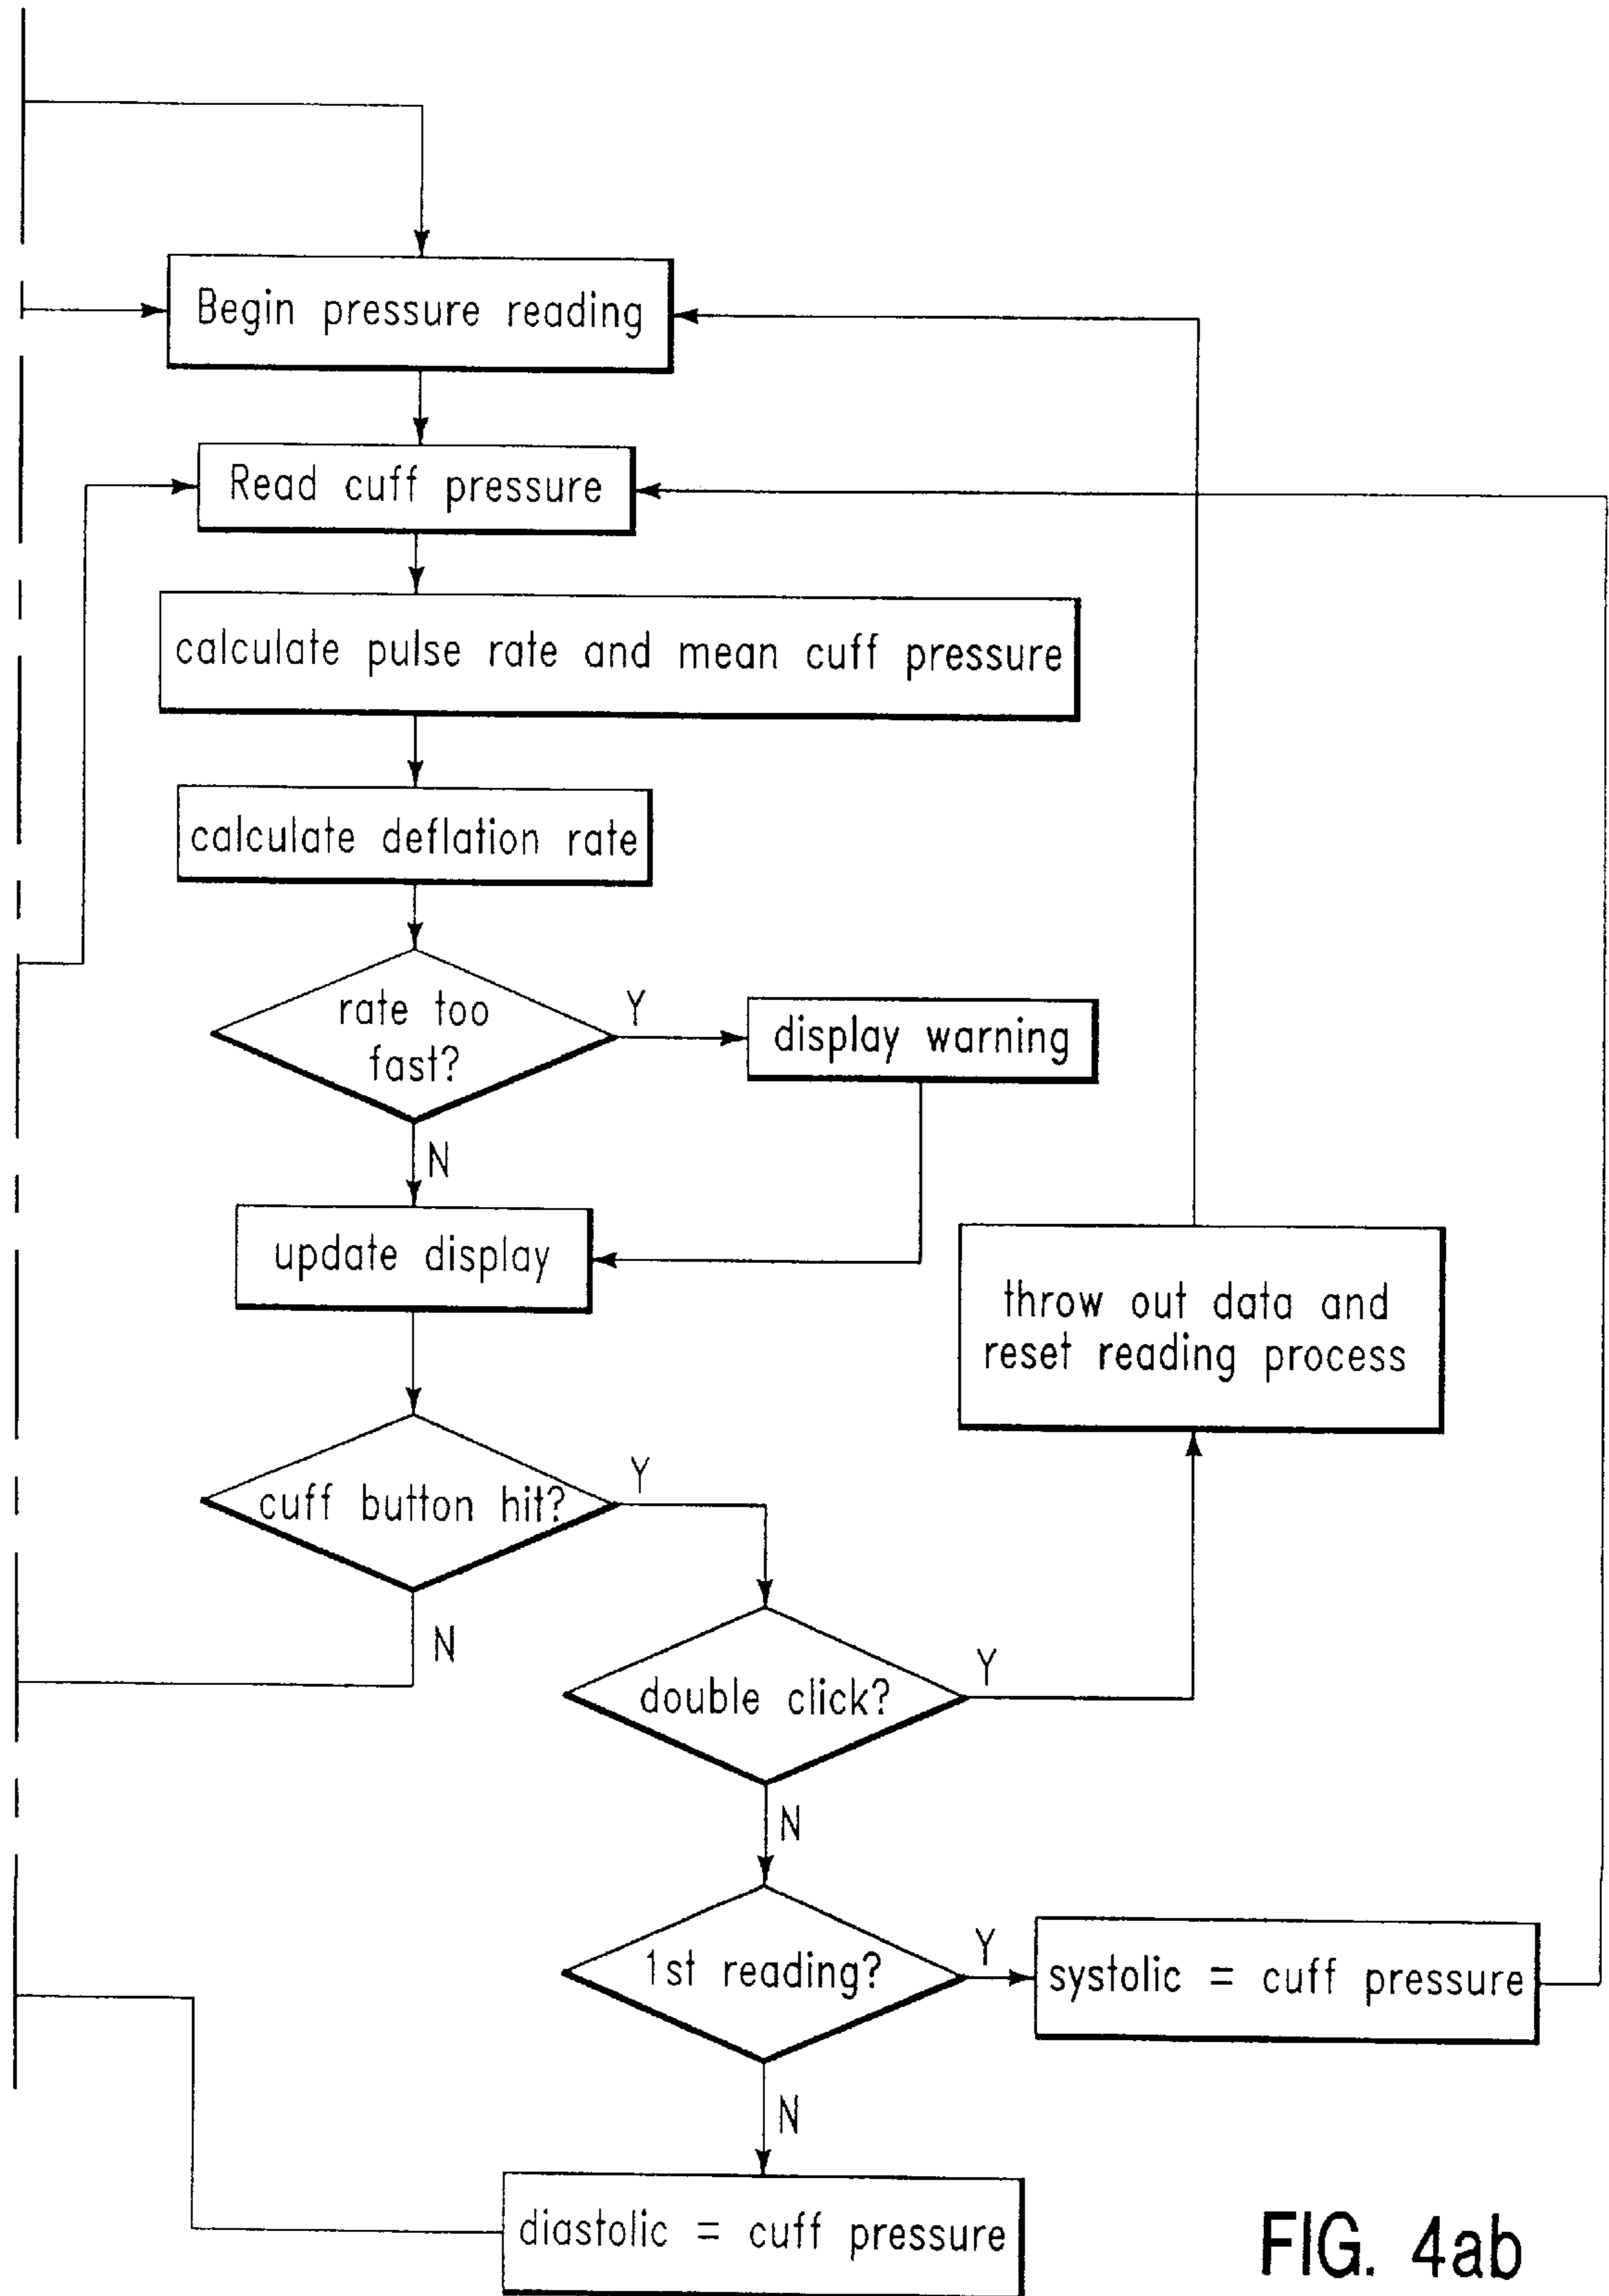 Begin pressure reading
Read cuff pressure
calculate pulse rate and mean cuff pressure
calculate deflation rate
rate too
fast?
Y
display warning
N
update display
throw out data and
reset reading process
cuff button hit?
Y
N
double click?
Y
N
1st reading?
Y
systolic = cuff pressure
N
diastolic = cuff pressure
FIG. 4ab